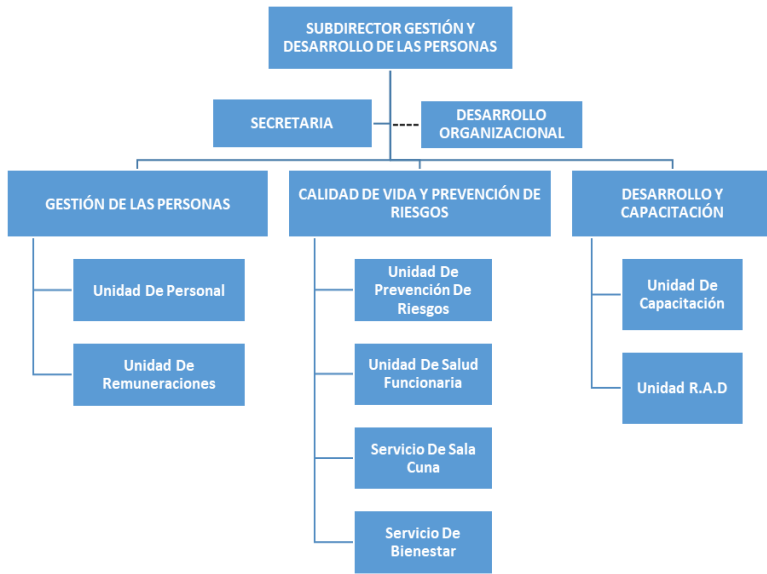 SUBDIRECTOR GESTIÓN Y
DESARROLLO DE LAS PERSONAS
SECRETARIA
DESARROLLO
ORGANIZACIONAL
GESTIÓN DE LAS PERSONAS
CALIDAD DE VIDA Y PREVENCIÓN DE
RIESGOS
DESARROLLO Y
CAPACITACIÓN
Unidad De Personal
Unidad De
Remuneraciones
Unidad De
Prevención De
Riesgos
Unidad De Salud
Funcionaria
Servicio De Sala
Cuna
Servicio De
Bienestar
Unidad De
Capacitación
Unidad R.A.D